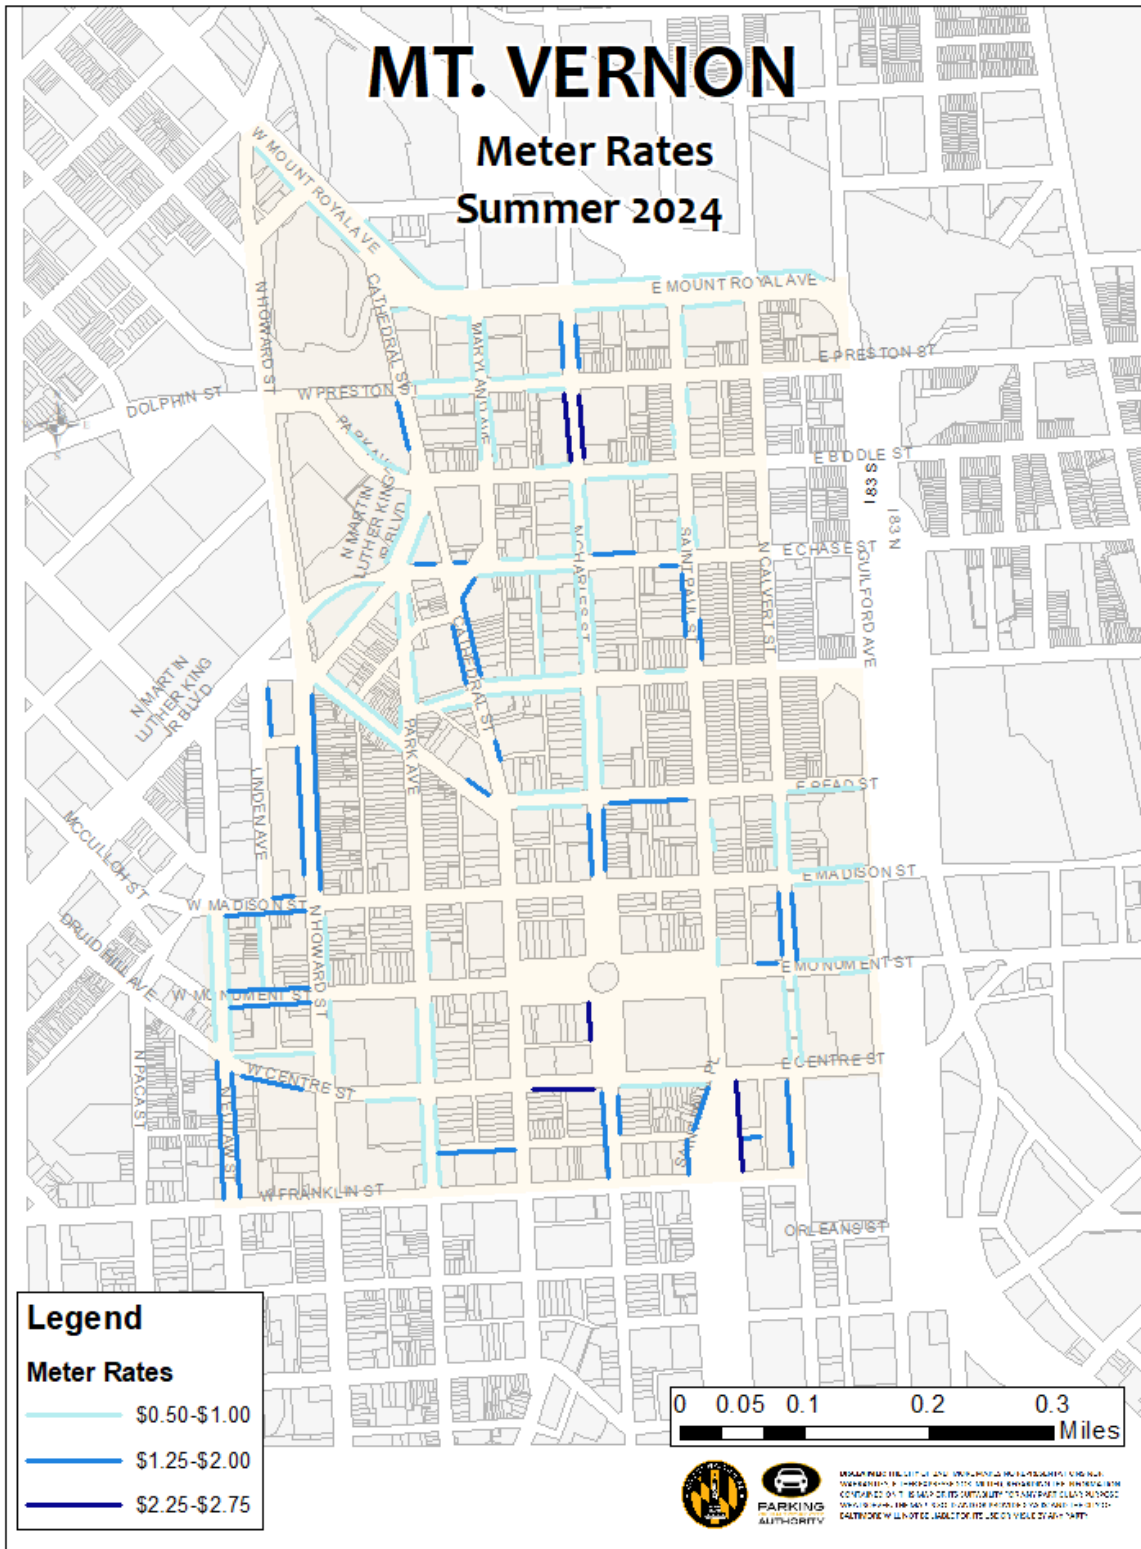 MT. VERNON
Meter Rates
Summer 2024
W MOUNT ROYAL AVE
E MOUNT ROYAL AVE
CATHEDRAL ST
N HOWARD ST
MARYLAND AVE
E PRESTON ST
W PRESTON ST
DOLPHIN ST
PARK AVE
E BIDDLE ST
I 83 S
I 83 N
N MARTIN
LUTHER KING
JR BLVD
N CHARLES ST
SAINT PAUL ST
N CALVERT ST
E CHASE ST
GUILFORD AVE
CATHEDRAL ST
N MARTIN
LUTHER KING
JR BLVD
PARK AVE
LINDEN AVE
E READ ST
MCCULLOH ST
E MADISON ST
W MADISON ST
N HOWARD ST
DRUID HILL AVE
E MONUMENT ST
W MONUMENT ST
N PACA ST
W CENTRE ST
E CENTRE ST
W FRANKLIN ST
ORLEANS ST
Legend
Meter Rates
$0.50-$1.00
$1.25-$2.00
$2.25-$2.75
0 0.05 0.1 0.2 0.3
Miles
PARKING
AUTHORITY